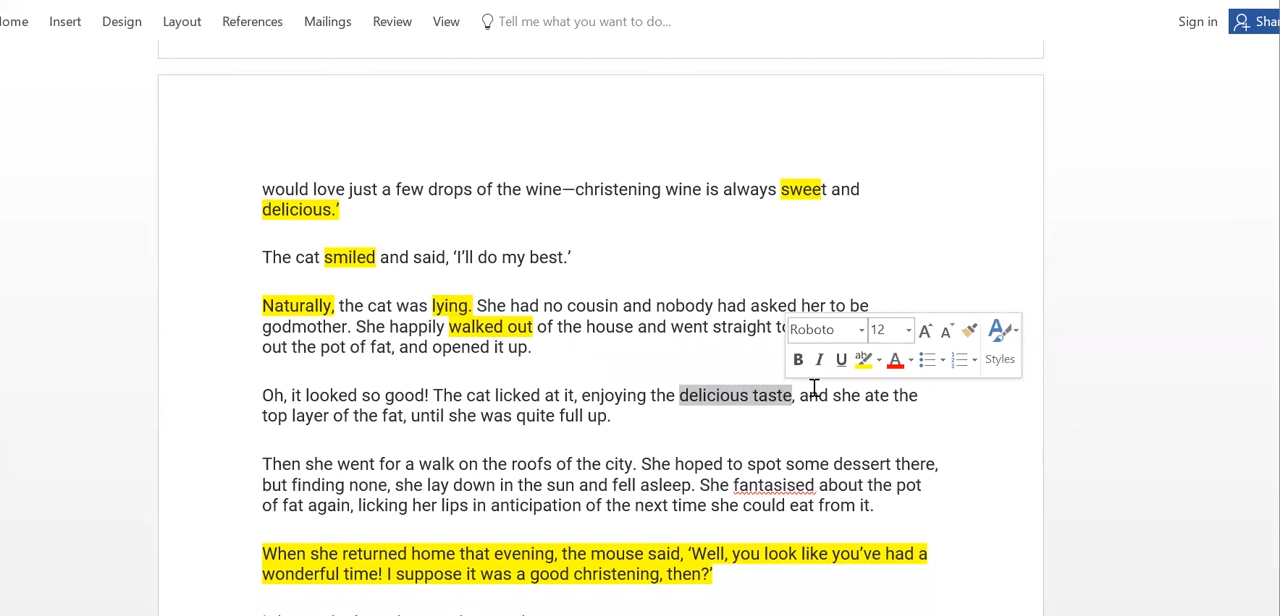 ome Insert Design Layout References Mailings Review View Tell me what you want to do... Sign in Shar
would love just a few drops of the wine—christening wine is always sweet and
delicious.’
The cat smiled and said, ‘I’ll do my best.’
Naturally, the cat was lying. She had no cousin and nobody had asked her to be
godmother. She happily walked out of the house and went straight to
out the pot of fat, and opened it up.
Roboto 12
B I U ab A Styles
Oh, it looked so good! The cat licked at it, enjoying the delicious taste, and she ate the
top layer of the fat, until she was quite full up.
Then she went for a walk on the roofs of the city. She hoped to spot some dessert there,
but finding none, she lay down in the sun and fell asleep. She fantasised about the pot
of fat again, licking her lips in anticipation of the next time she could eat from it.
When she returned home that evening, the mouse said, ‘Well, you look like you’ve had a
wonderful time! I suppose it was a good christening, then?’